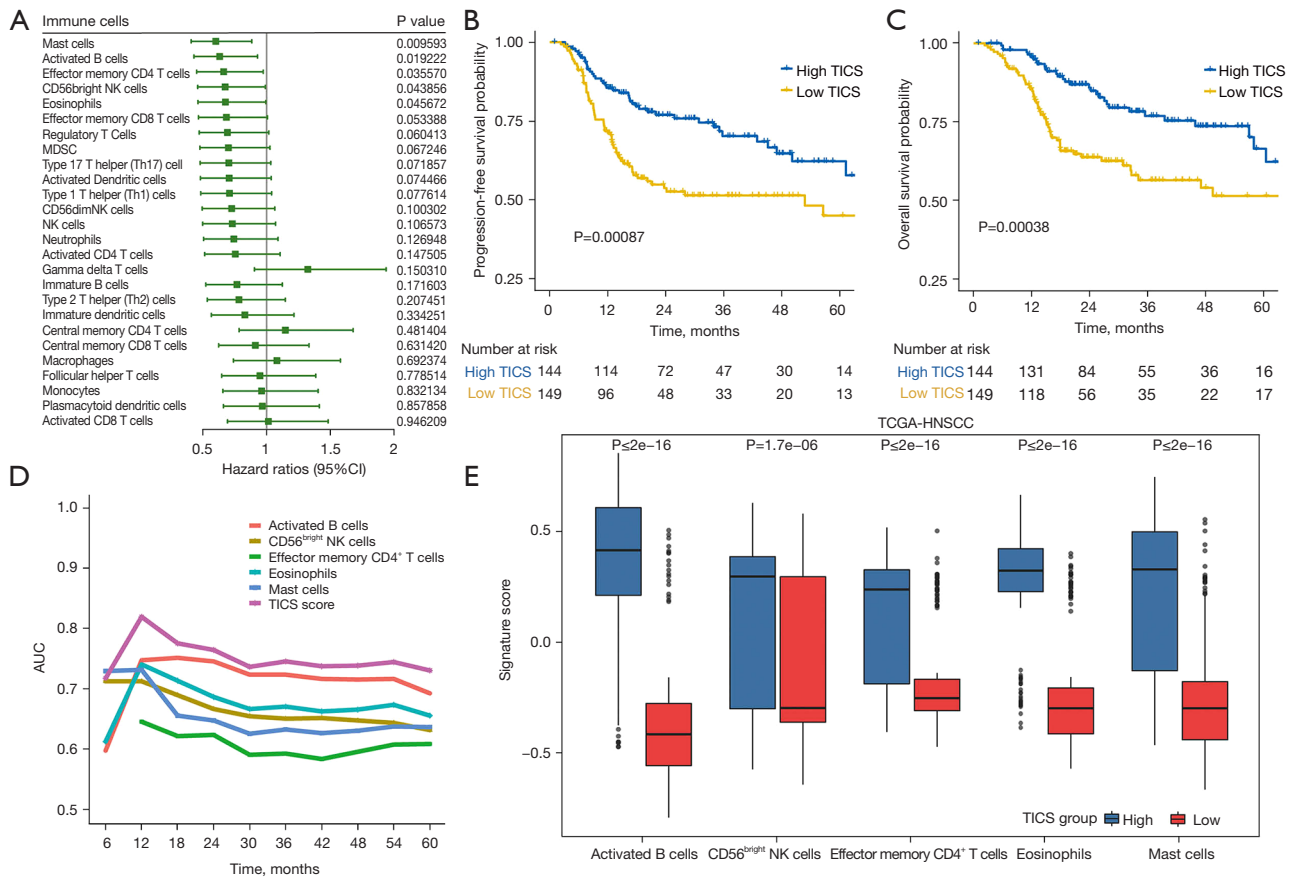 A
Immune cells P value
Mast cells 0.009593
Activated B cells 0.019222
Effector memory CD4 T cells 0.035570
CD56bright NK cells 0.043856
Eosinophils 0.045672
Effector memory CD8 T cells 0.053388
Regulatory T Cells 0.060413
MDSC 0.067246
Type 17 T helper (Th17) cell 0.071857
Activated Dendritic cells 0.074466
Type 1 T helper (Th1) cells 0.077614
CD56dimNK cells 0.100302
NK cells 0.106573
Neutrophils 0.126948
Activated CD4 T cells 0.147505
Gamma delta T cells 0.150310
Immature B cells 0.171603
Type 2 T helper (Th2) cells 0.207451
Immature dendritic cells 0.334251
Central memory CD4 T cells 0.481404
Central memory CD8 T cells 0.631420
Macrophages 0.692374
Follicular helper T cells 0.778514
Monocytes 0.832134
Plasmacytoid dendritic cells 0.857858
Activated CD8 T cells 0.946209
0.5 1 2
Hazard ratios (95%CI)
B
Progression-free survival probability
1.00
0.75
0.50
0.25
High TICS
Low TICS
P=0.00087
0 12 24 36 48 60
Time, months
Number at risk
High TICS 144 114 72 47 30 14
Low TICS 149 96 48 33 20 13
C
Overall survival probability
1.00
0.75
0.50
0.25
High TICS
Low TICS
P=0.00038
0 12 24 36 48 60
Time, months
Number at risk
High TICS 144 131 84 55 36 16
Low TICS 149 118 56 35 22 17
D
AUC
1.0
0.9
0.8
0.7
0.6
0.5
Activated B cells
CD56bright NK cells
Effector memory CD4+ T cells
Eosinophils
Mast cells
TICS score
6 12 18 24 30 36 42 48 54 60
Time, months
E
TCGA-HNSCC
P≤2e−16 P=1.7e−06 P≤2e−16 P≤2e−16 P≤2e−16
Signature score
0.5
0.0
−0.5
TICS group High Low
Activated B cells CD56bright NK cells Effector memory CD4+ T cells Eosinophils Mast cells